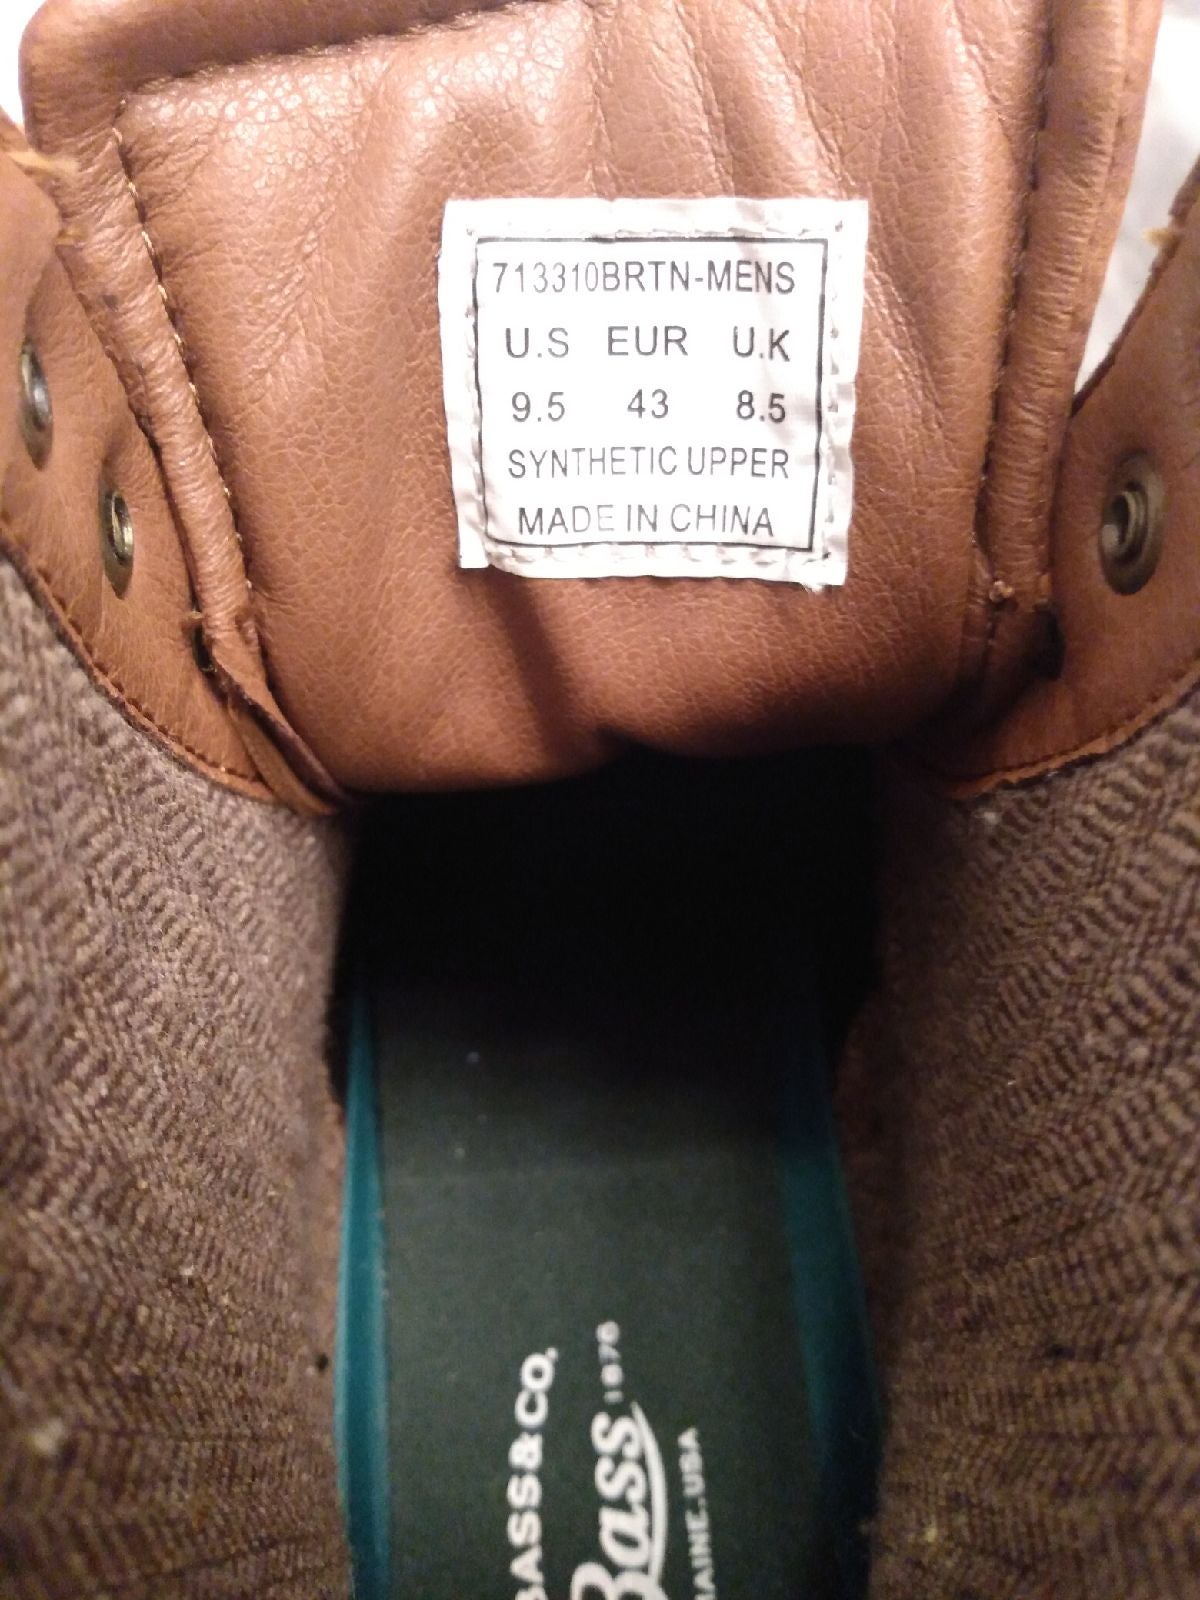 713310BRTN-MENS
U.S EUR U.K
9.5 43 8.5
SYNTHETIC UPPER
MADE IN CHINA
BASS & CO.
Bass 1876
MAINE, USA